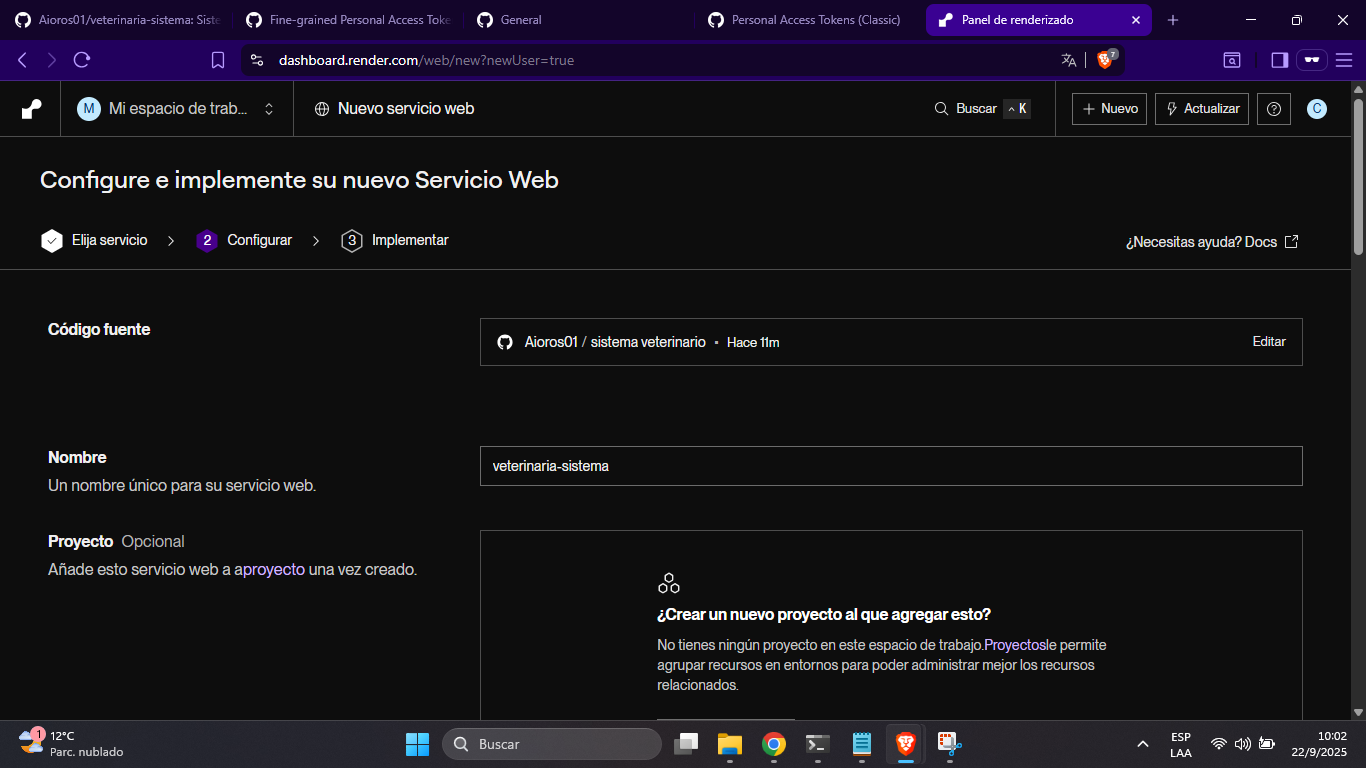 Aioros01/veterinaria-sistema: Siste
Fine-grained Personal Access Toke
General
Personal Access Tokens (Classic)
Panel de renderizado
dashboard.render.com/web/new?newUser=true
7
M Mi espacio de trab...
Nuevo servicio web
Buscar
K
Nuevo
Actualizar
C
Configure e implemente su nuevo Servicio Web
Elija servicio
2 Configurar
3 Implementar
¿Necesitas ayuda? Docs
Código fuente
Aioros01 / sistema veterinario • Hace 11m
Editar
Nombre
Un nombre único para su servicio web.
veterinaria-sistema
Proyecto Opcional
Añade esto servicio web a aproyecto una vez creado.
¿Crear un nuevo proyecto al que agregar esto?
No tienes ningún proyecto en este espacio de trabajo.Proyectosle permite
agrupar recursos en entornos para poder administrar mejor los recursos
relacionados.
1
12°C
Parc. nublado
Buscar
ESP
LAA
10:02
22/9/2025